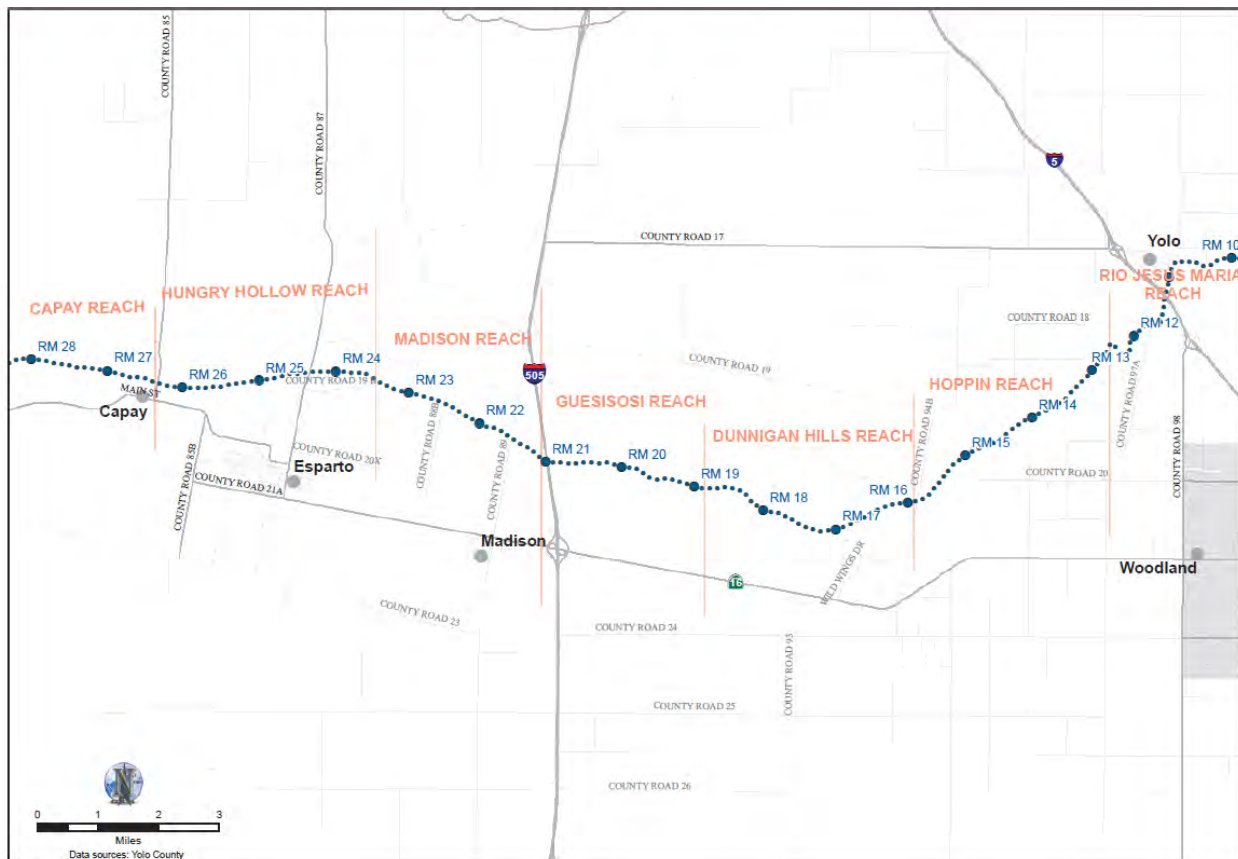 COUNTY ROAD 85
COUNTY ROAD 87
5
COUNTY ROAD 17
Yolo
RM 10
RIO JESUS MARIA
REACH
HUNGRY HOLLOW REACH
CAPAY REACH
MADISON REACH
COUNTY ROAD 18
RM 12
RM 28
RM 27
RM 26
RM 25
RM 24
COUNTY ROAD 19 B
RM 23
505
COUNTY ROAD 19
RM 13
COUNTY ROAD 97A
COUNTY ROAD 98
MAIN ST
Capay
GUESISOSI REACH
HOPPIN REACH
RM 14
RM 22
COUNTY ROAD 89
COUNTY ROAD 94B
DUNNIGAN HILLS REACH
RM 15
COUNTY ROAD 85B
COUNTY ROAD 20X
Esparto
RM 21
RM 20
RM 19
COUNTY ROAD 20
COUNTY ROAD 21A
RM 18
RM 16
RM 17
Madison
Woodland
16
WILD WINGS DR
COUNTY ROAD 23
COUNTY ROAD 24
COUNTY ROAD 93
COUNTY ROAD 25
COUNTY ROAD 26
N
0 1 2 3
Miles
Data sources: Yolo County